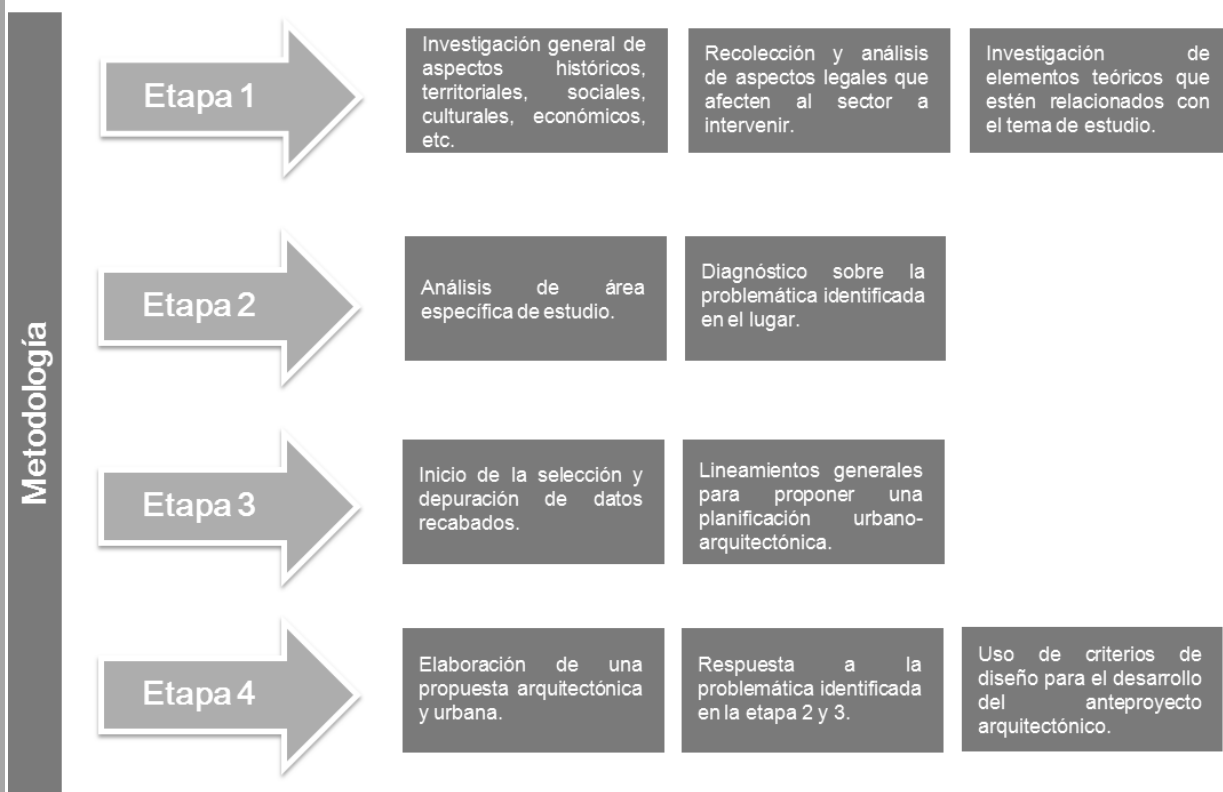 Metodología
Etapa 1
Investigación general de
aspectos históricos,
territoriales, sociales,
culturales, económicos,
etc.
Recolección y análisis
de aspectos legales que
afecten al sector a
intervenir.
Investigación de
elementos teóricos que
estén relacionados con
el tema de estudio.
Etapa 2
Análisis de área
específica de estudio.
Diagnóstico sobre la
problemática identificada
en el lugar.
Etapa 3
Inicio de la selección y
depuración de datos
recabados.
Lineamientos generales
para proponer una
planificación urbano-
arquitectónica.
Etapa 4
Elaboración de una
propuesta arquitectónica
y urbana.
Respuesta a la
problemática identificada
en la etapa 2 y 3.
Uso de criterios de
diseño para el desarrollo
del anteproyecto
arquitectónico.